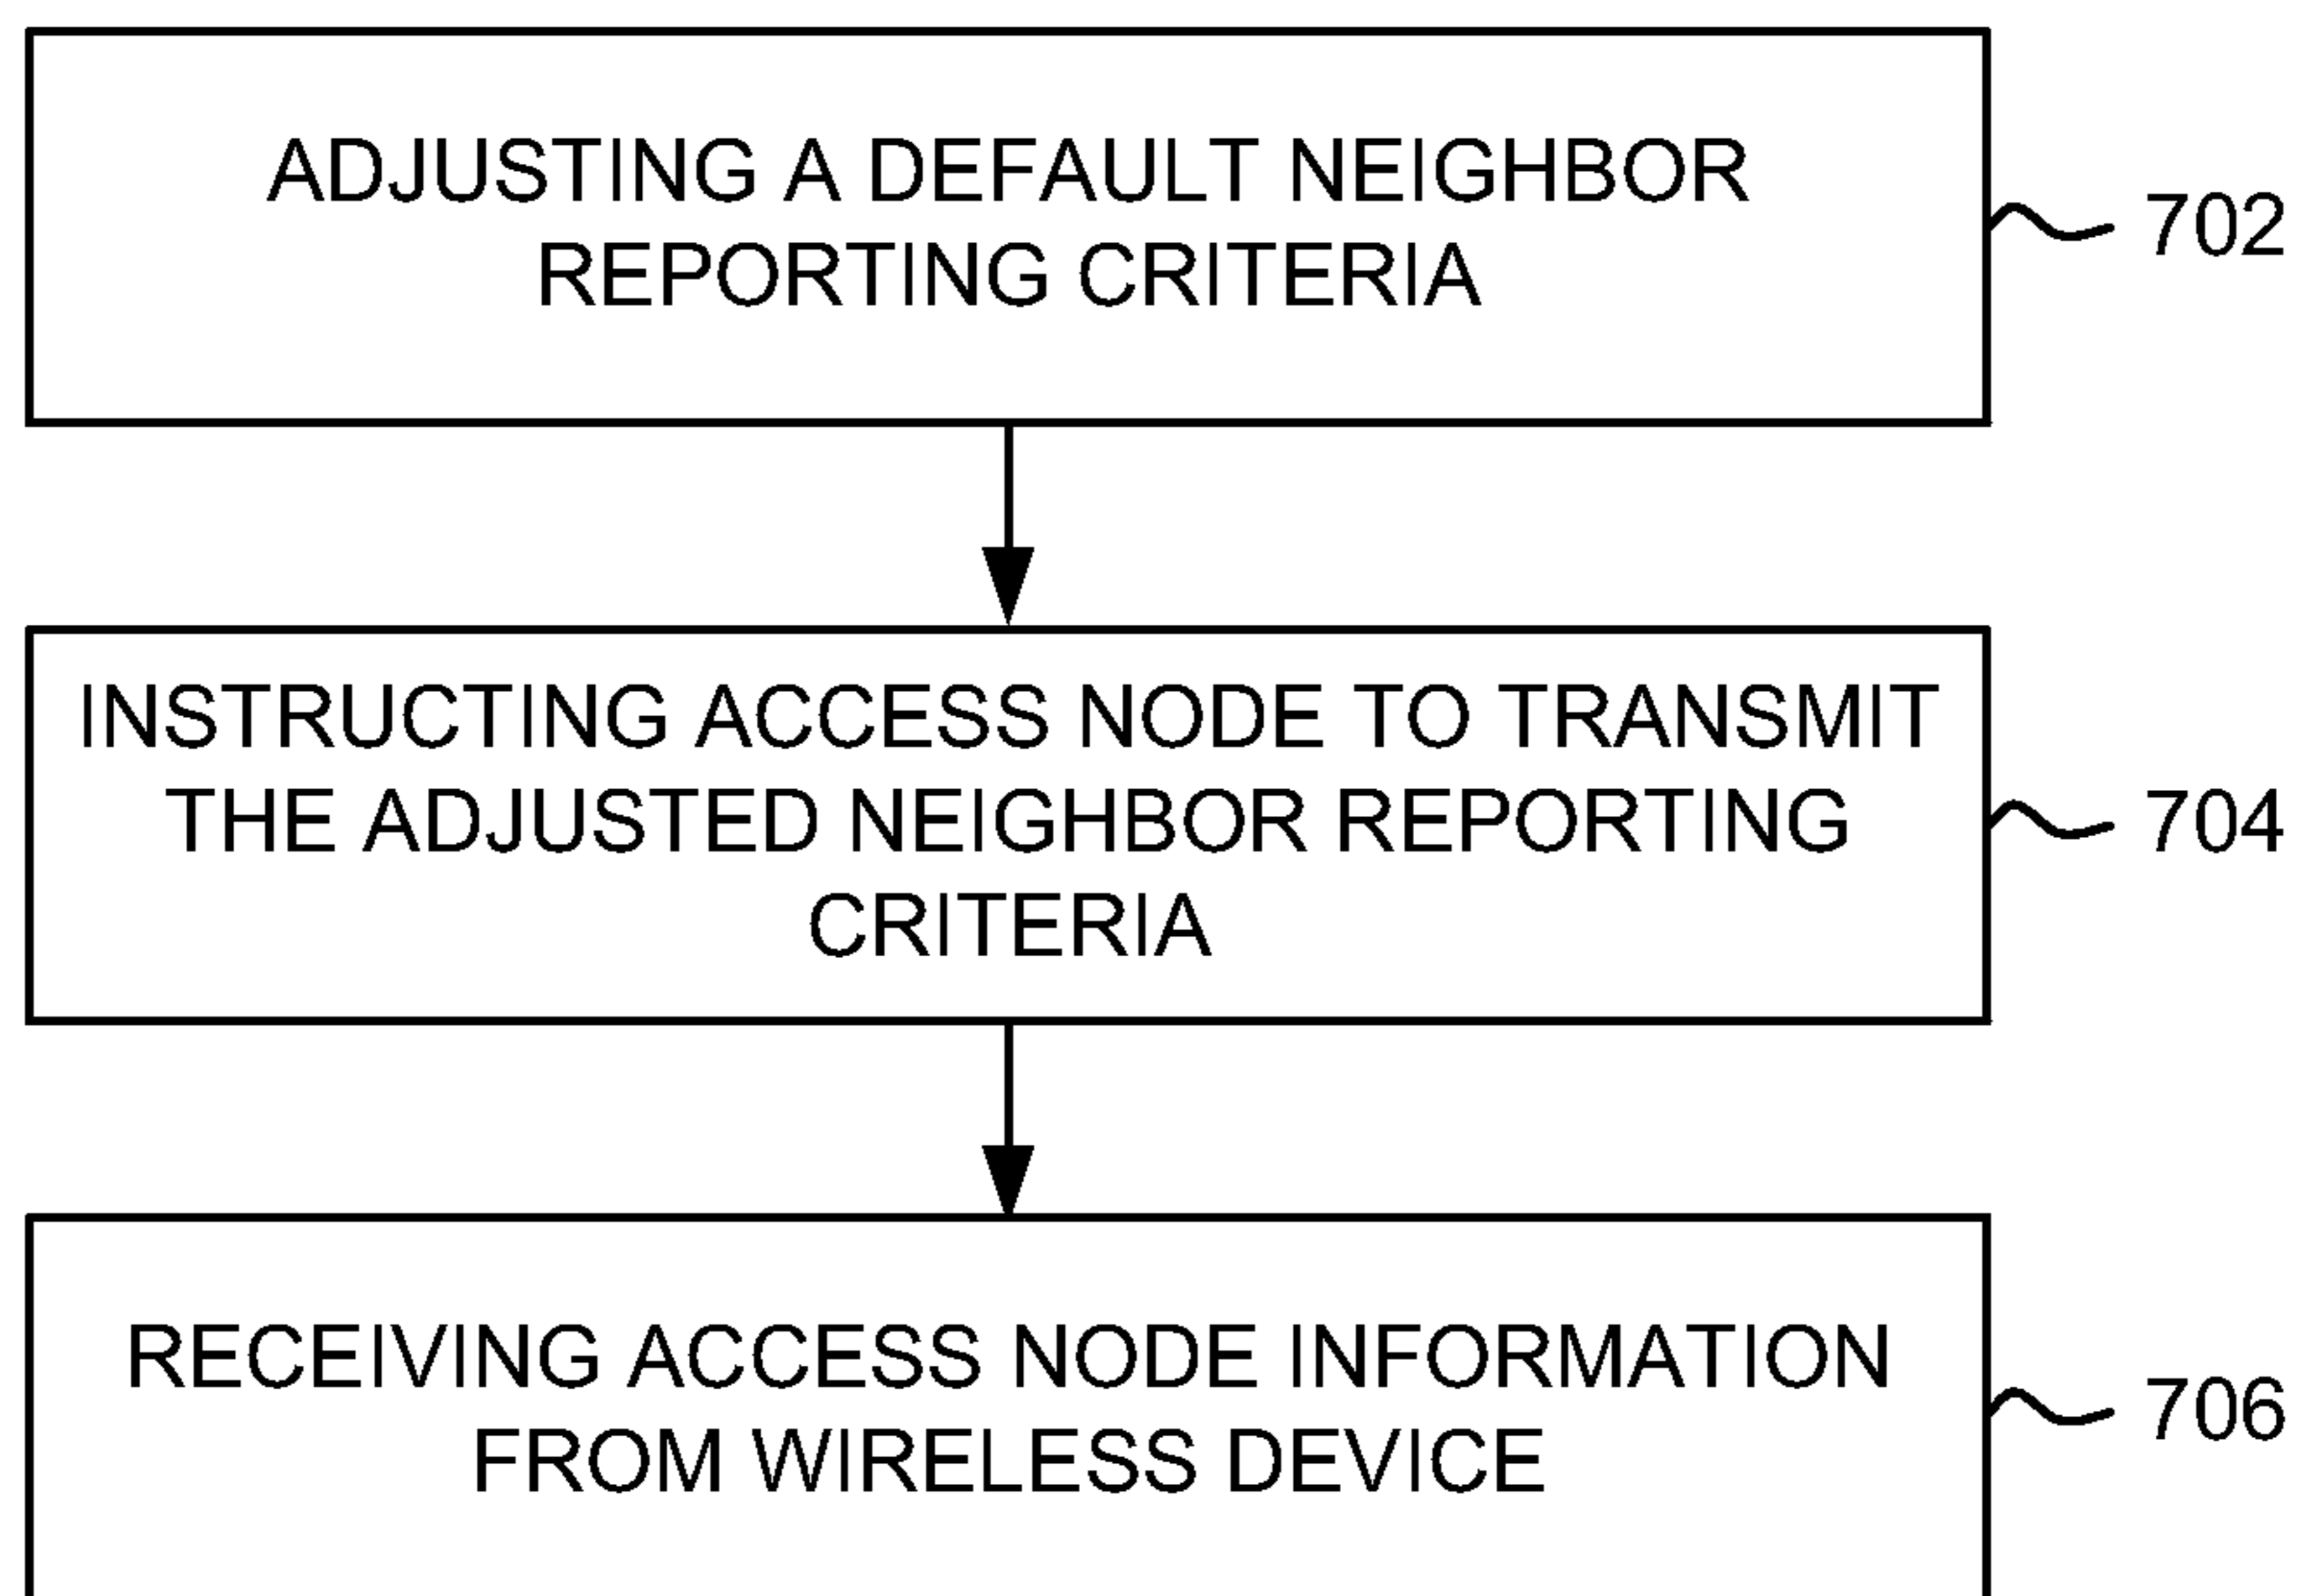 ADJUSTING A DEFAULT NEIGHBOR
REPORTING CRITERIA
702
INSTRUCTING ACCESS NODE TO TRANSMIT
THE ADJUSTED NEIGHBOR REPORTING
CRITERIA
704
RECEIVING ACCESS NODE INFORMATION
FROM WIRELESS DEVICE
706